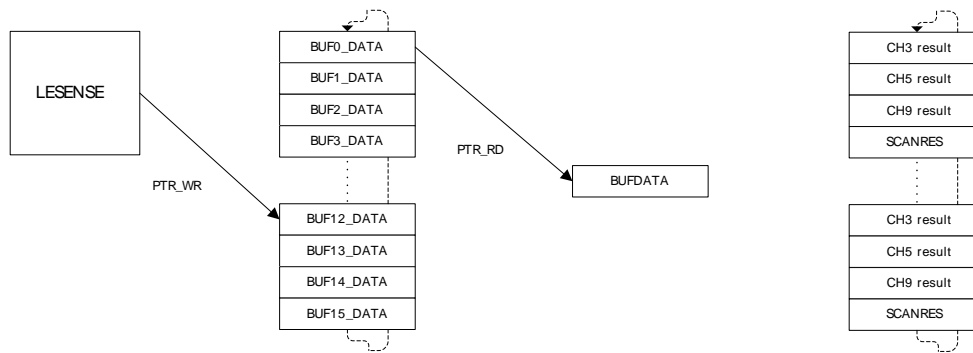 LESENSE
PTR_WR
BUF0_DATA
BUF1_DATA
BUF2_DATA
BUF3_DATA
BUF12_DATA
BUF13_DATA
BUF14_DATA
BUF15_DATA
PTR_RD
BUFDATA
CH3 result
CH5 result
CH9 result
SCANRES
CH3 result
CH5 result
CH9 result
SCANRES